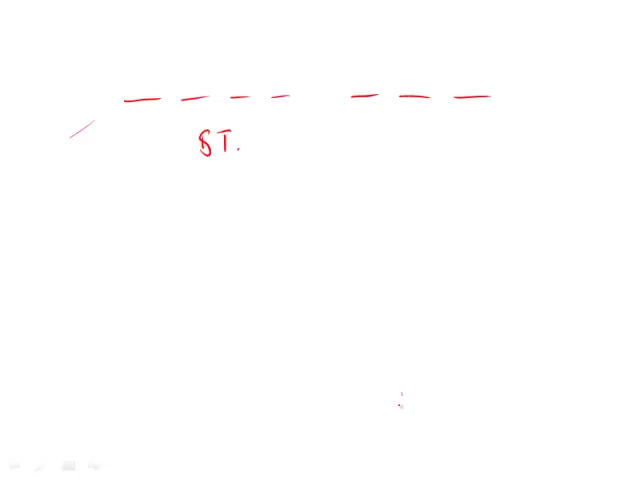 — — — — — — —
ST.